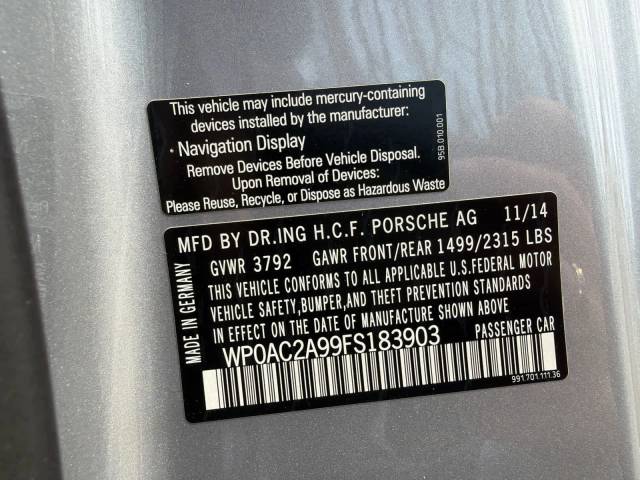 This vehicle may include mercury-containing
devices installed by the manufacturer:
· Navigation Display
Remove Devices Before Vehicle Disposal.
Upon Removal of Devices:
Please Reuse, Recycle, or Dispose as Hazardous Waste
95B.010.001
MADE IN GERMANY
MFD BY DR.ING H.C.F. PORSCHE AG 11/14
GVWR 3792 GAWR FRONT/REAR 1499/2315 LBS
THIS VEHICLE CONFORMS TO ALL APPLICABLE U.S.FEDERAL MOTOR
VEHICLE SAFETY,BUMPER,AND THEFT PREVENTION STANDARDS
IN EFFECT ON THE DATE OF MANUFACTURE SHOWN ABOVE
WP0AC2A99FS183903 PASSENGER CAR
991.701.111.36